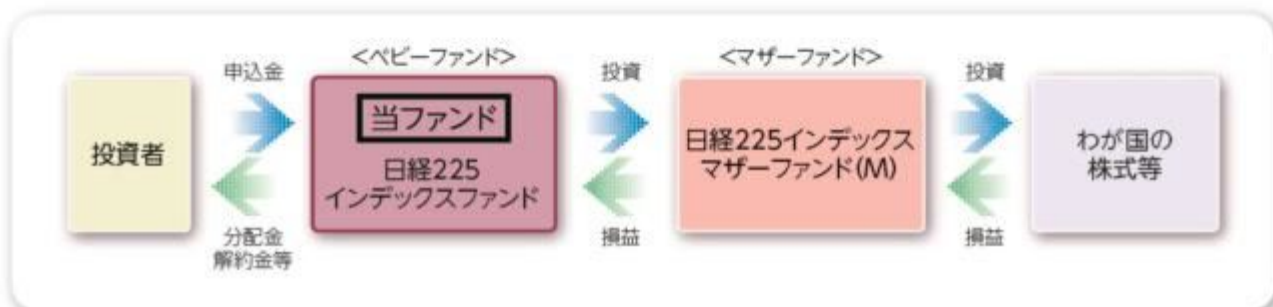 <ベビーファンド>
<マザーファンド>
申込金
投資
投資
投資者
当ファンド
日経225
インデックスファンド
日経225インデックス
マザーファンド(M)
わが国の
株式等
分配金
解約金等
損益
損益